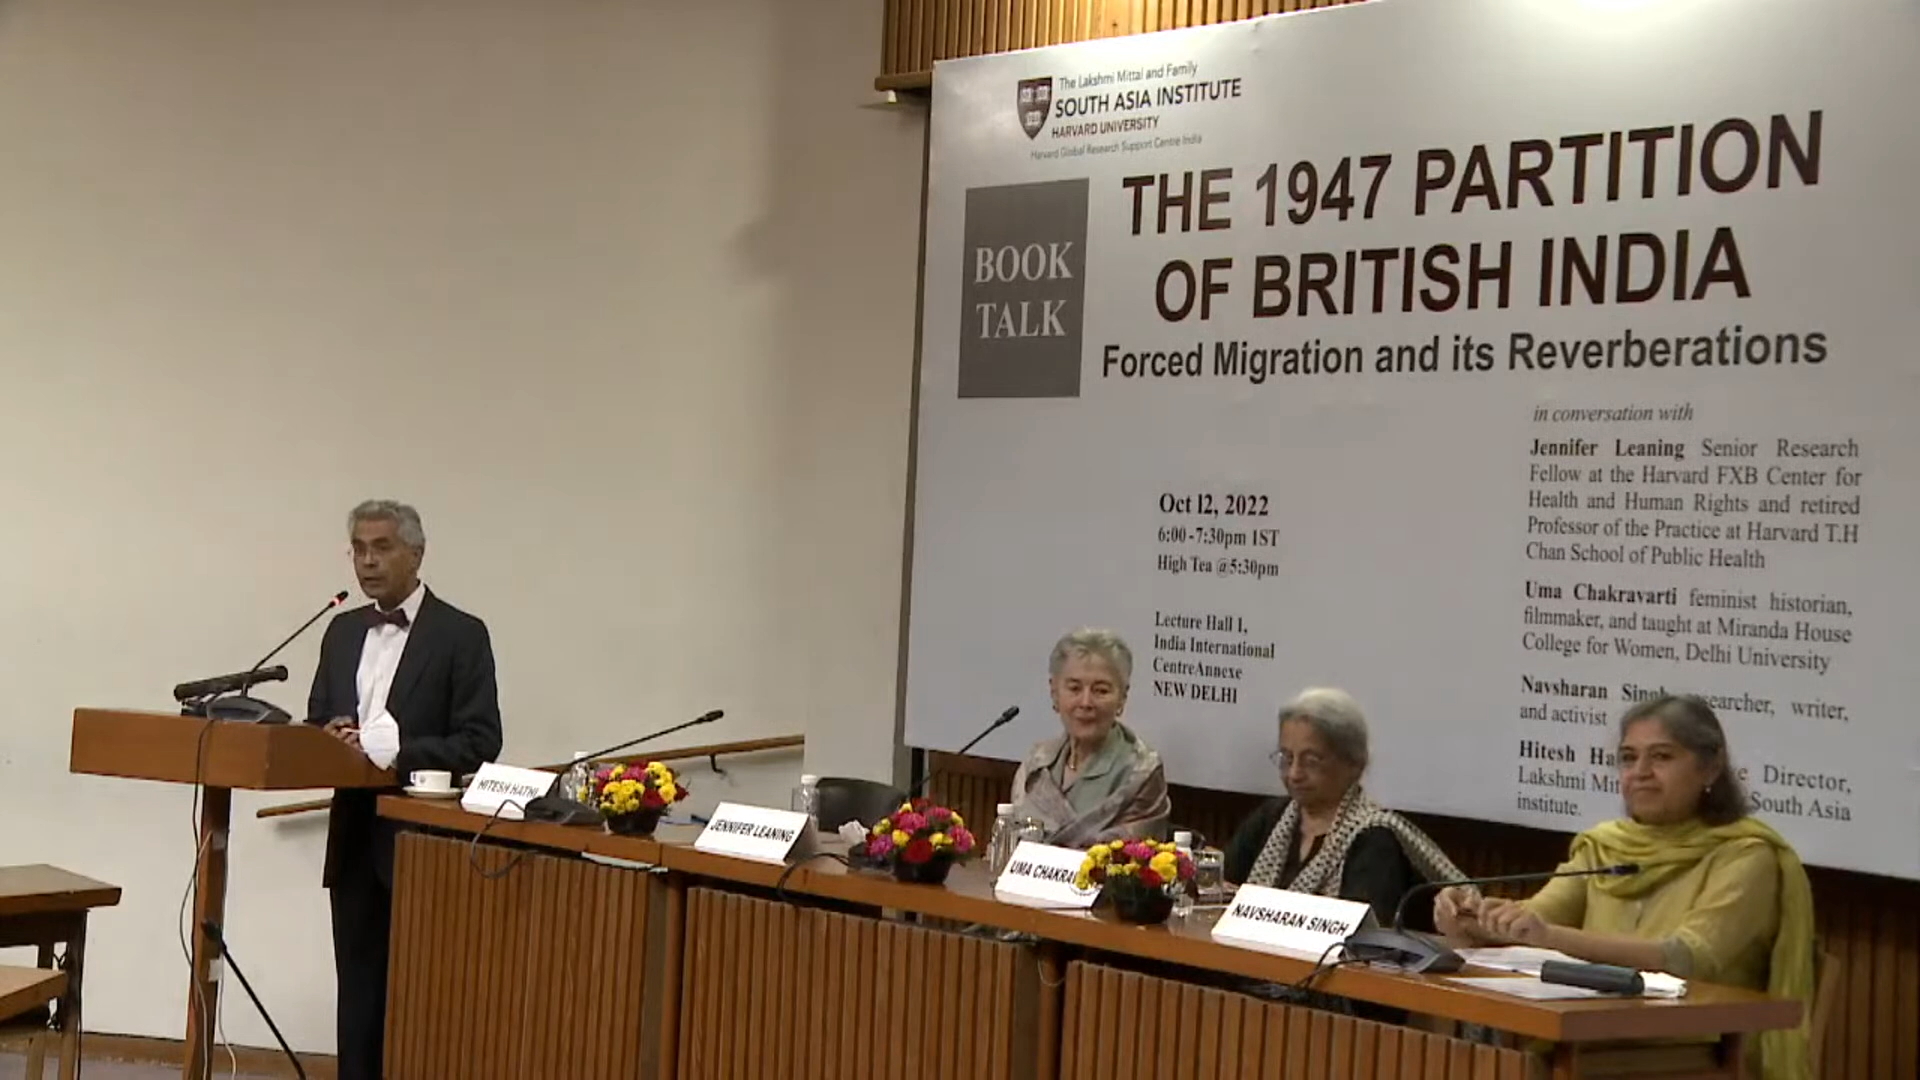 The Lakshmi Mittal and Family
SOUTH ASIA INSTITUTE
HARVARD UNIVERSITY
Harvard Global Research Support Centre India
BOOK
TALK
THE 1947 PARTITION
OF BRITISH INDIA
Forced Migration and its Reverberations
Oct 12, 2022
6:00-7:30pm IST
High Tea @5:30pm
Lecture Hall 1,
India International
CentreAnnexe
NEW DELHI
in conversation with
Jennifer Leaning Senior Research
Fellow at the Harvard FXB Center for
Health and Human Rights and retired
Professor of the Practice at Harvard T.H
Chan School of Public Health
Uma Chakravarti feminist historian,
filmmaker, and taught at Miranda House
College for Women, Delhi University
Navsharan writer,
and activist
Hitesh Director,
Lakshmi South Asia
institute.
HITESH HATHI
JENNIFER LEANING
UMA
NAVSHARAN SINGH